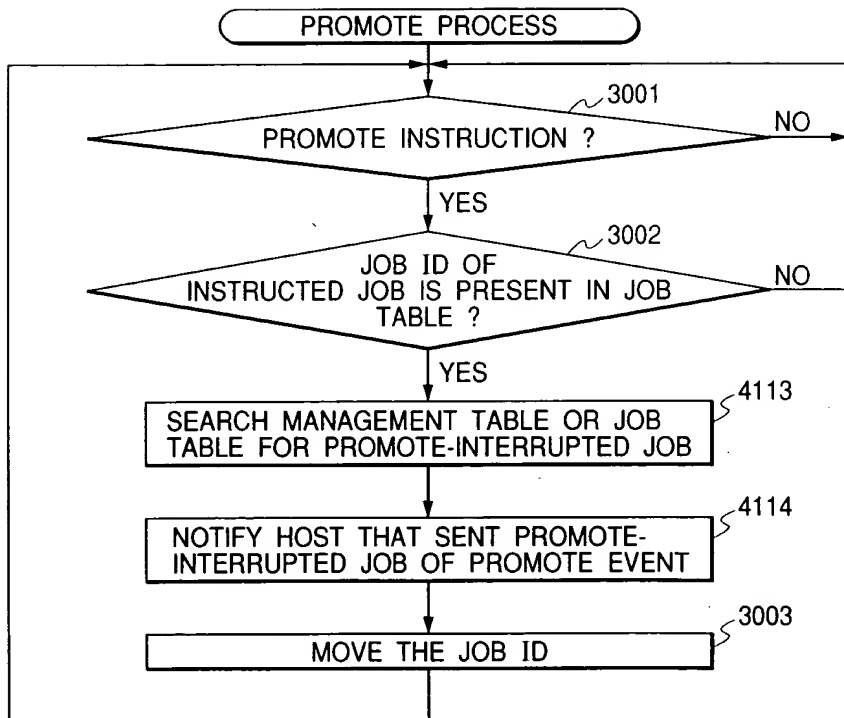 PROMOTE PROCESS
3001
PROMOTE INSTRUCTION ?
NO
YES
3002
JOB ID OF
INSTRUCTED JOB IS PRESENT IN JOB
TABLE ?
NO
YES
4113
SEARCH MANAGEMENT TABLE OR JOB
TABLE FOR PROMOTE-INTERRUPTED JOB
4114
NOTIFY HOST THAT SENT PROMOTE-
INTERRUPTED JOB OF PROMOTE EVENT
3003
MOVE THE JOB ID